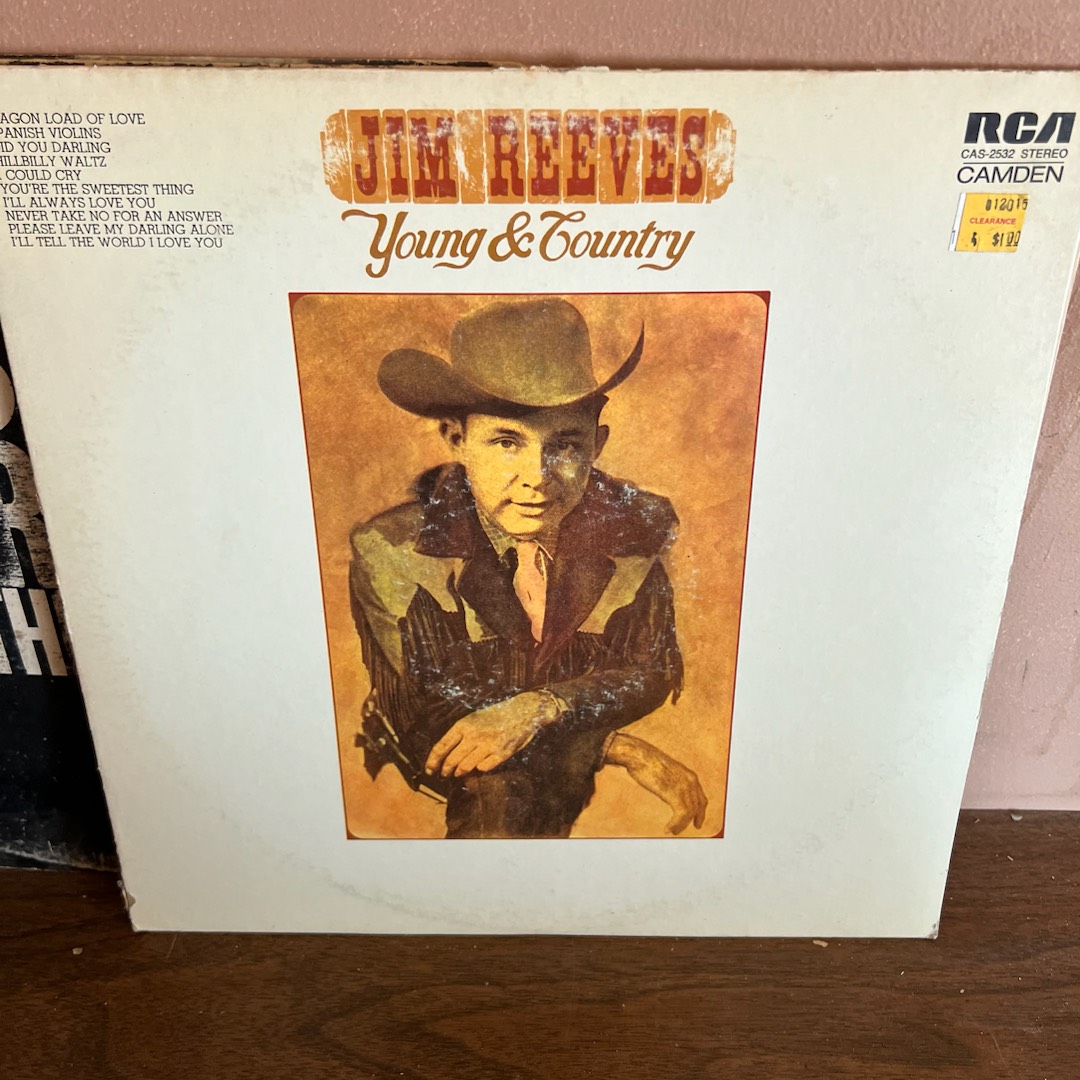 AGON LOAD OF LOVE
PANISH VIOLINS
ID YOU DARLING
HILLBILLY WALTZ
COULD CRY
YOU'RE THE SWEETEST THING
I'LL ALWAYS LOVE YOU
NEVER TAKE NO FOR AN ANSWER
PLEASE LEAVE MY DARLING ALONE
I'LL TELL THE WORLD I LOVE YOU
JIM REEVES
Young & Country
RCA
CAS-2532 STEREO
CAMDEN
012015
CLEARANCE
$1.00
R
TH